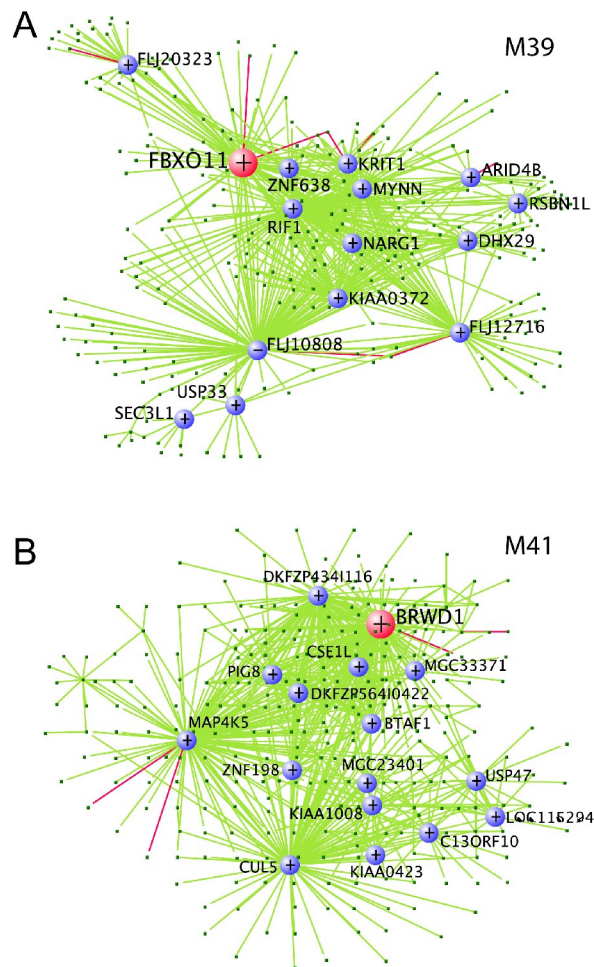 A
M39
FLJ20323
FBXO11
KRIT1
ARID4B
ZNF638
MYNN
RSBN1L
RIF1
NARG1
DHX29
KIAA0372
FLJ12716
FLJ10808
USP33
SEC3L1
B
M41
DKFZP434I116
BRWD1
CSE1L
MGC33371
PIG8
DKFZP564I0422
MAP4K5
BTAF1
ZNF198
MGC23401
USP47
KIAA1008
LOC115294
C13ORF10
CUL5
KIAA0423